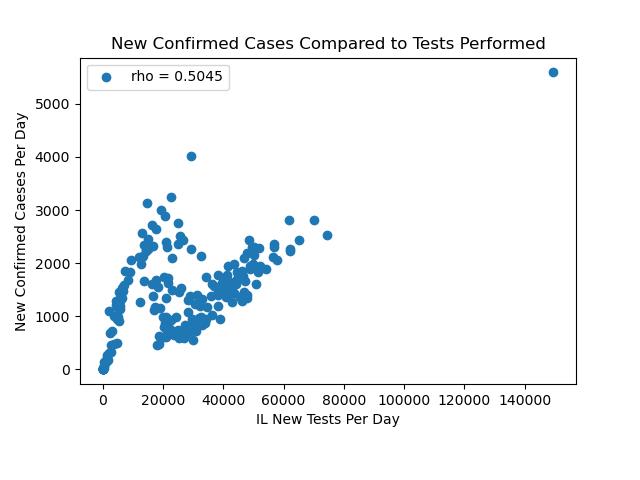 New Confirmed Cases Compared to Tests Performed
rho = 0.5045
New Confirmed Caeses Per Day
5000
4000
3000
2000
1000
0
0 20000 40000 60000 80000 100000 120000 140000
IL New Tests Per Day